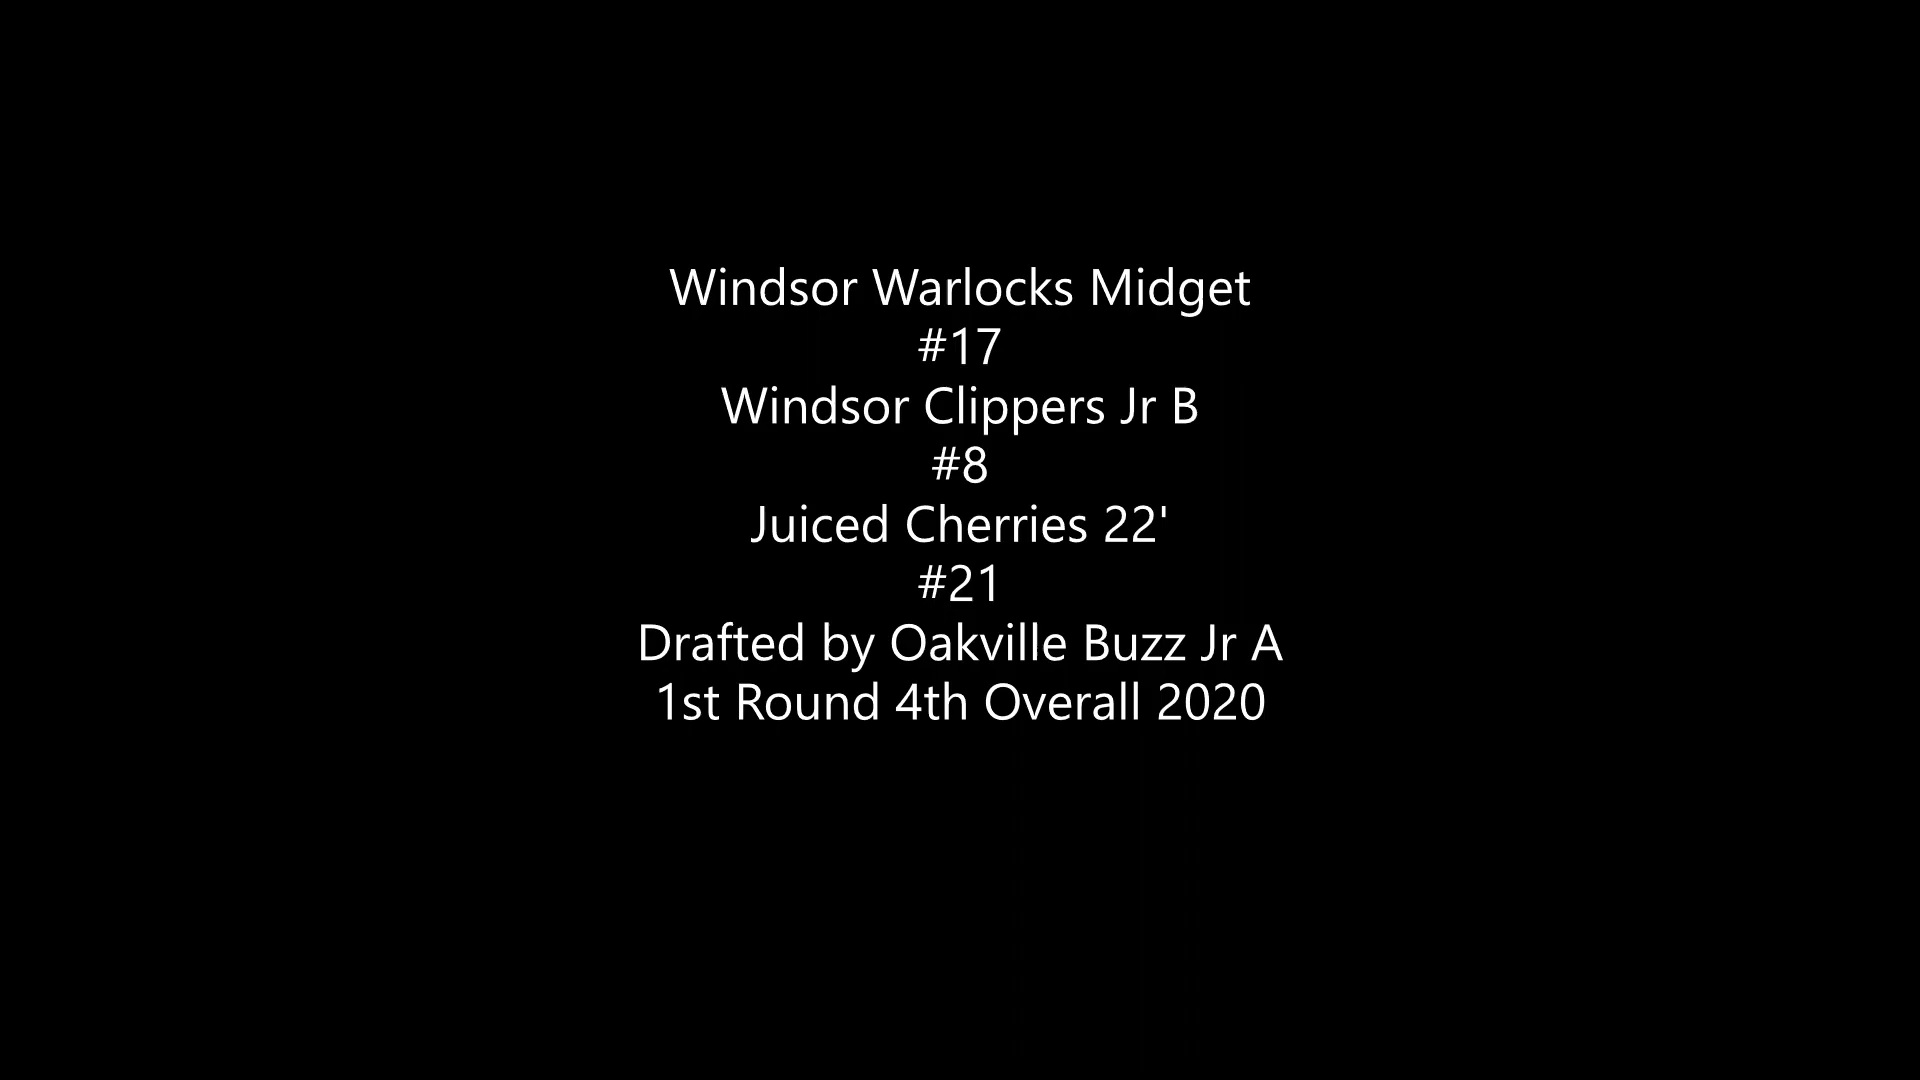 Windsor Warlocks Midget
#17
Windsor Clippers Jr B
#8
Juiced Cherries 22'
#21
Drafted by Oakville Buzz Jr A
1st Round 4th Overall 2020